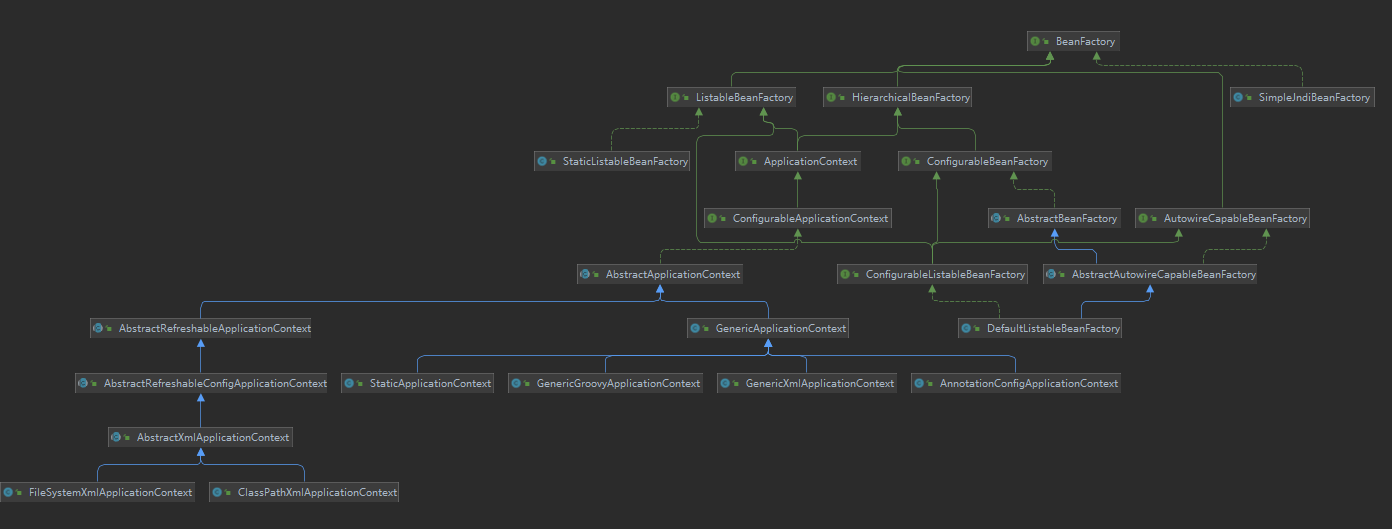 BeanFactory
ListableBeanFactory
HierarchicalBeanFactory
SimpleJndiBeanFactory
StaticListableBeanFactory
ApplicationContext
ConfigurableBeanFactory
ConfigurableApplicationContext
AbstractBeanFactory
AutowireCapableBeanFactory
AbstractApplicationContext
ConfigurableListableBeanFactory
AbstractAutowireCapableBeanFactory
AbstractRefreshableApplicationContext
GenericApplicationContext
DefaultListableBeanFactory
AbstractRefreshableConfigApplicationContext
StaticApplicationContext
GenericGroovyApplicationContext
GenericXmlApplicationContext
AnnotationConfigApplicationContext
AbstractXmlApplicationContext
FileSystemXmlApplicationContext
ClassPathXmlApplicationContext